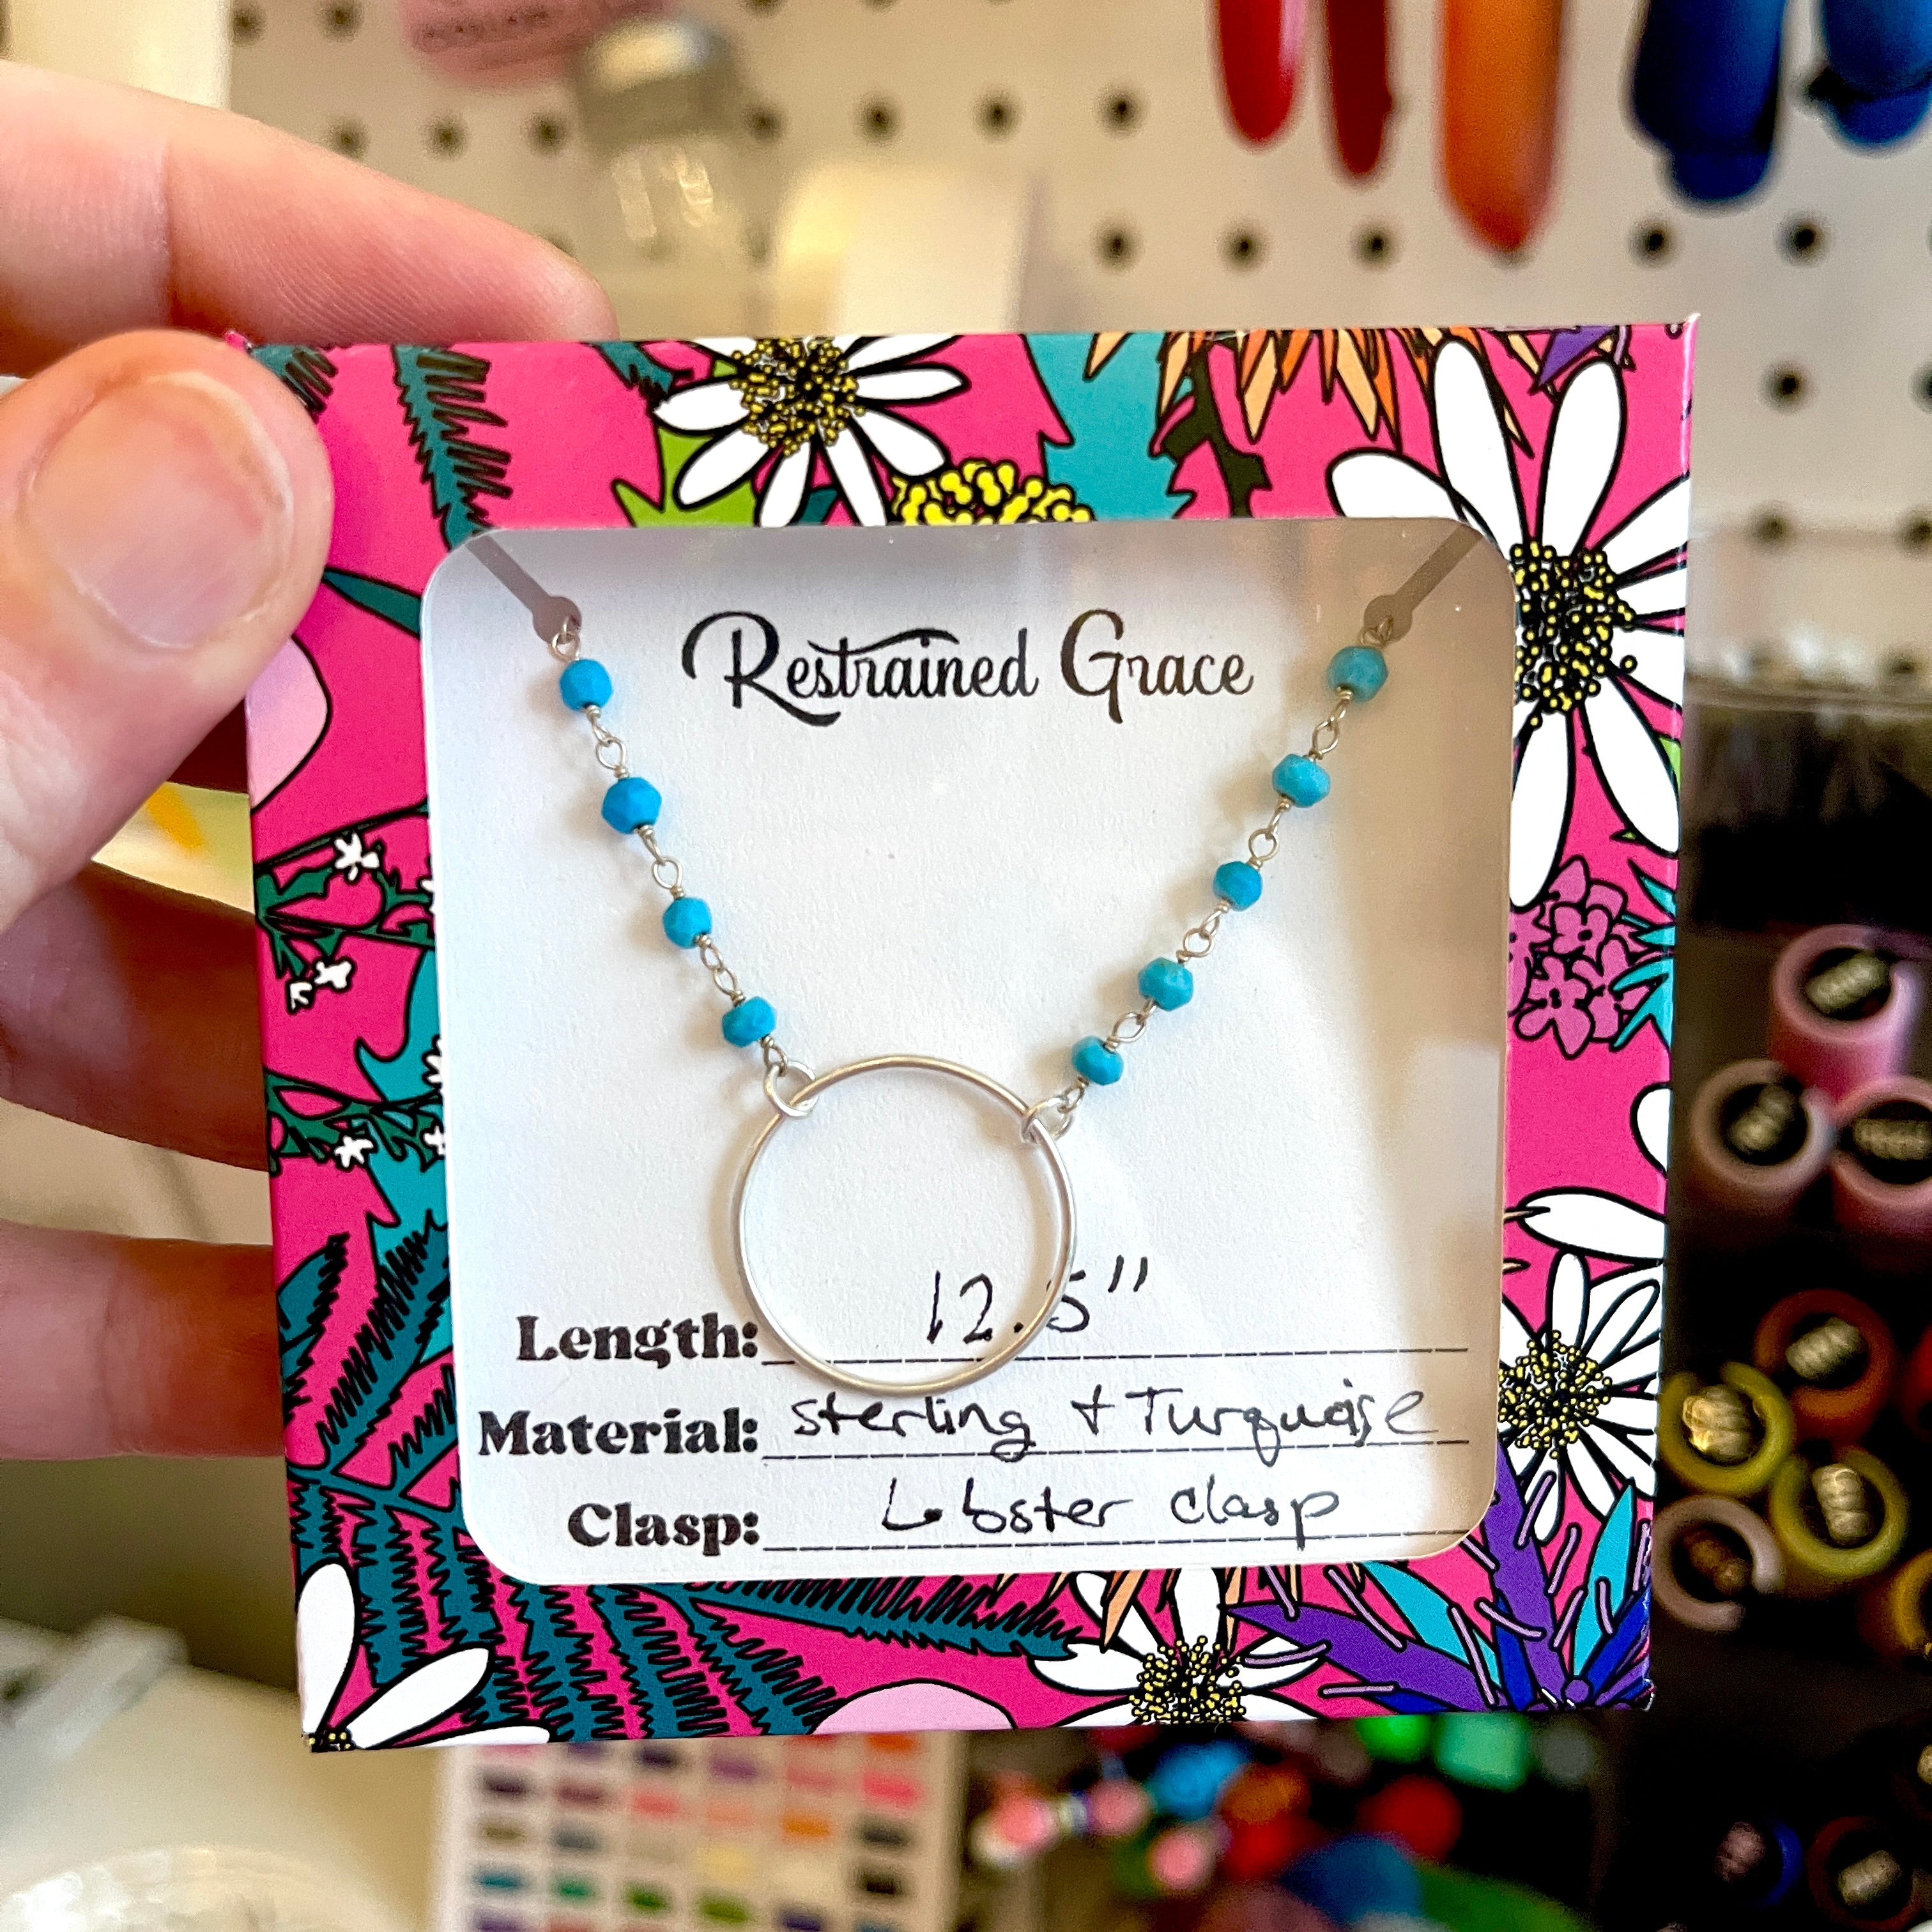 Restrained Grace
Length: 12.5"
Material: sterling + Turquoise
Clasp: Lobster clasp